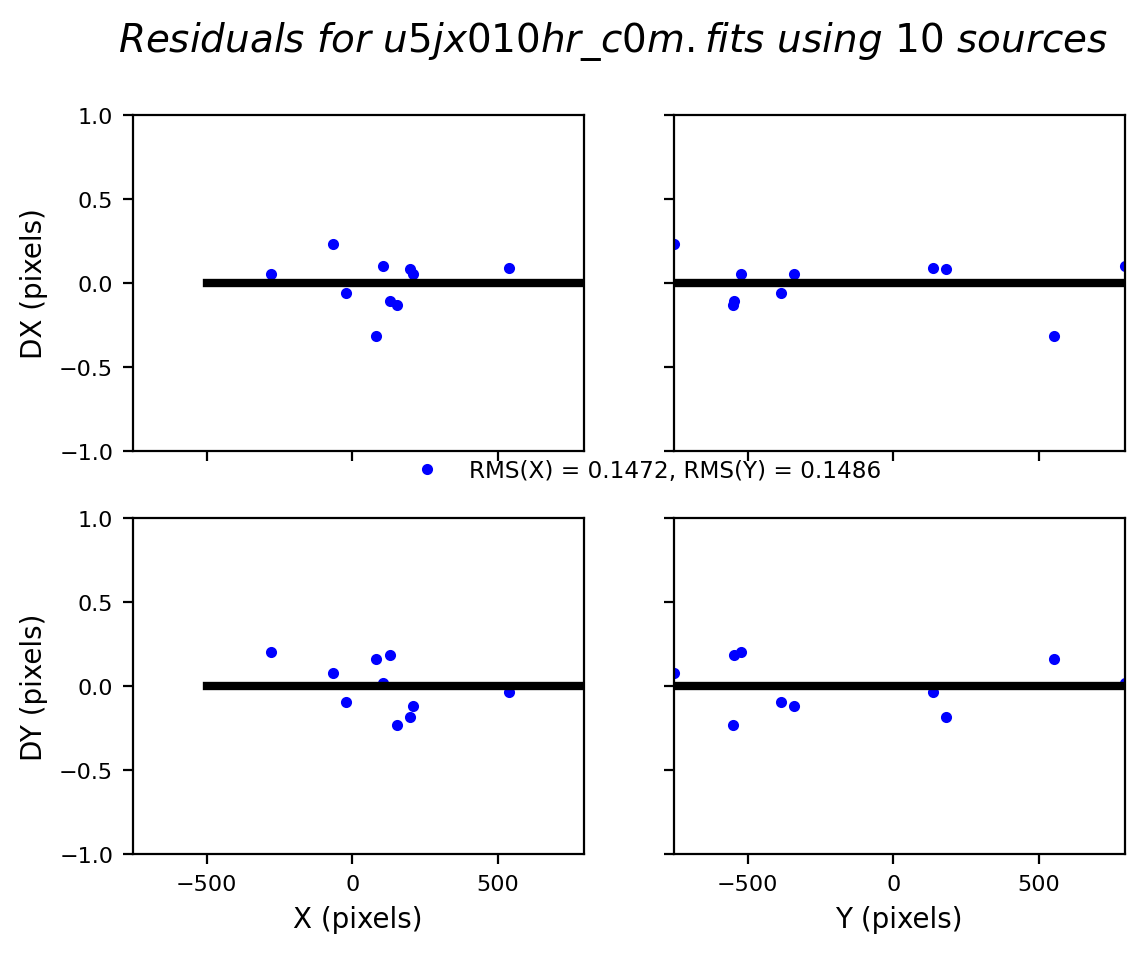 Residuals for u5jx010hr_c0m.fits using 10 sources
1.0
0.5
0.0
−0.5
−1.0
DX (pixels)
RMS(X) = 0.1472, RMS(Y) = 0.1486
1.0
0.5
0.0
−0.5
−1.0
DY (pixels)
−500 0 500
−500 0 500
X (pixels)
Y (pixels)